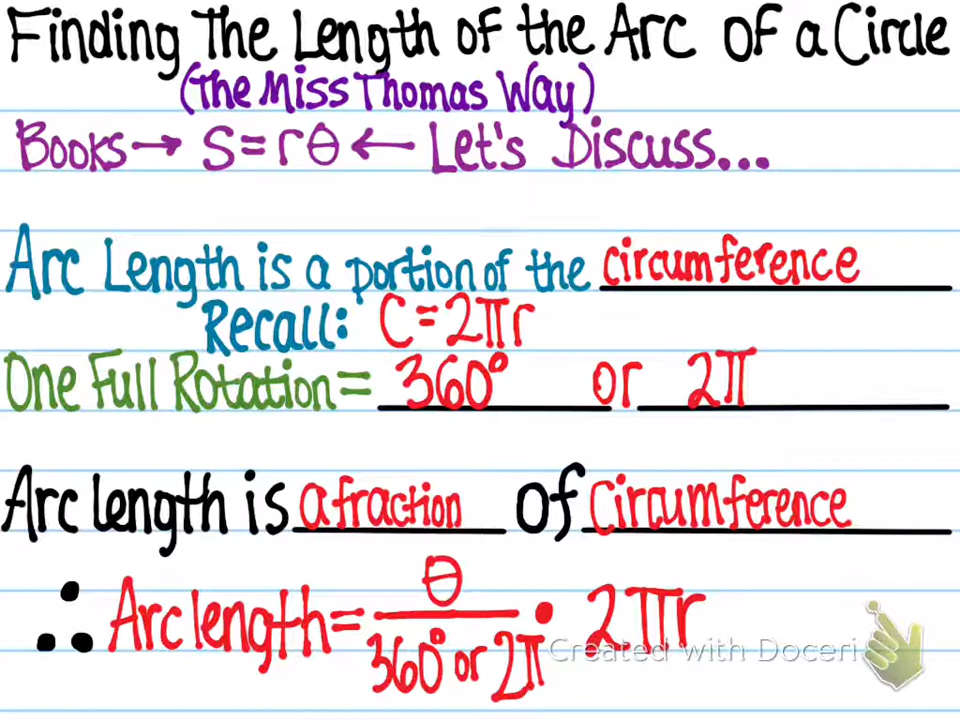 Finding The Length of the Arc Of a Circle
(The Miss Thomas Way)
Books → S = rθ ← Let's Discuss...
Arc Length is a portion of the circumference
Recall: C = 2πr
One Full Rotation = 360° or 2π
Arc length is a fraction of Circumference
∴ Arc length = θ / 360° or 2π • 2πr
Created with Doceri